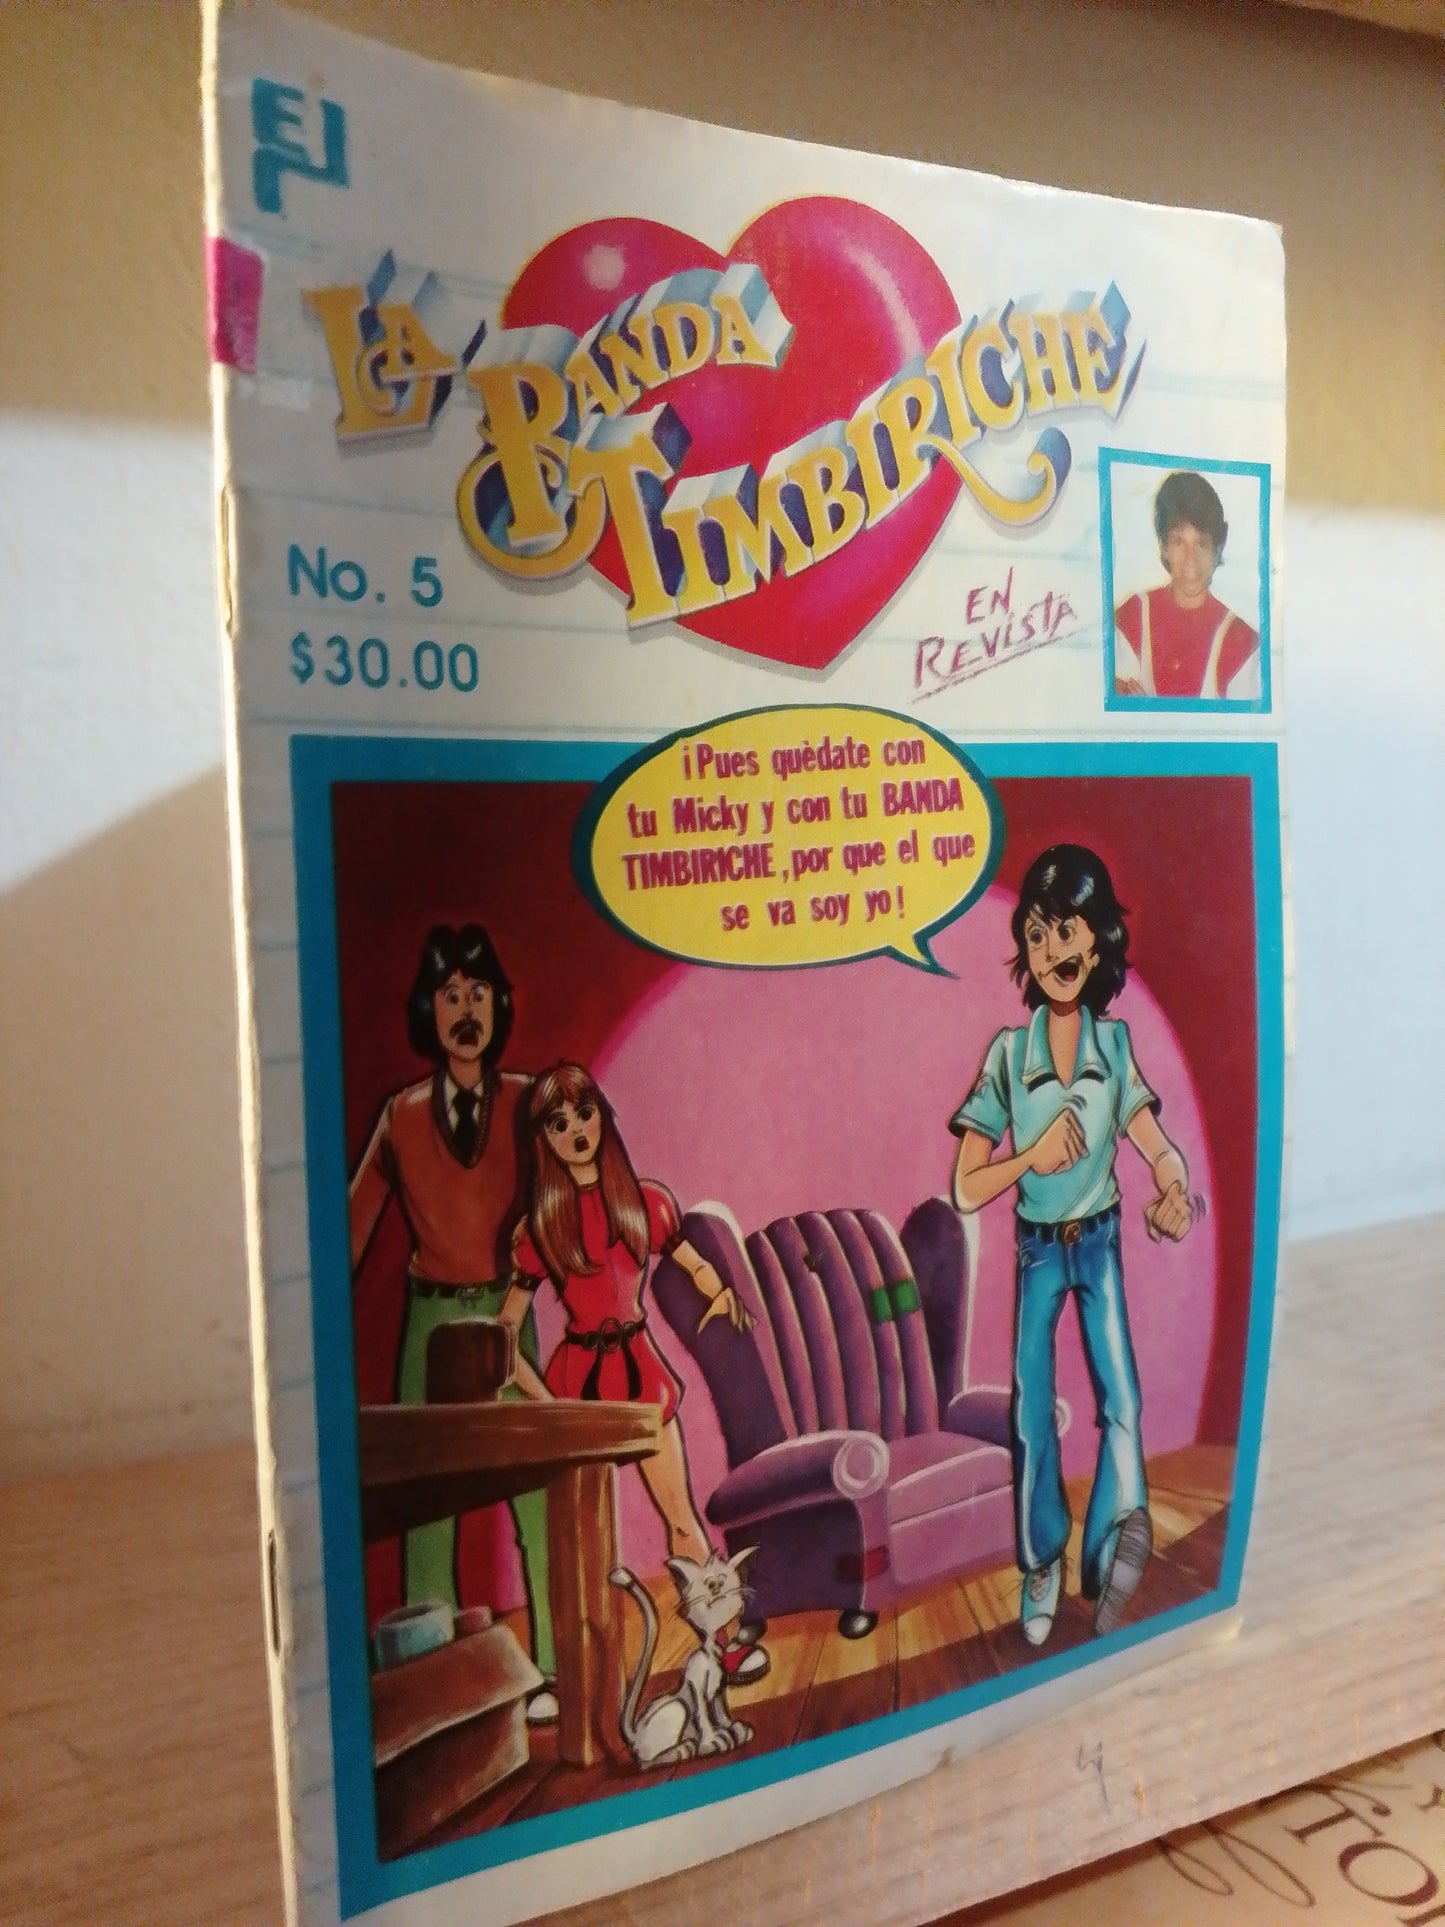 EJ
LA BANDA
TIMBIRICHE
No. 5
$30.00
EN
REVISTA
¡Pues quèdate con
tu Micky y con tu BANDA
TIMBIRICHE, por que el que
se va soy yo!
TO